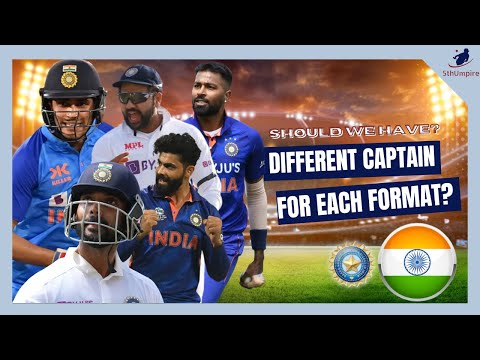 5thUmpire
SHOULD WE HAVE?
DIFFERENT CAPTAIN
FOR EACH FORMAT?
MPL
BYJU'S
INDIA